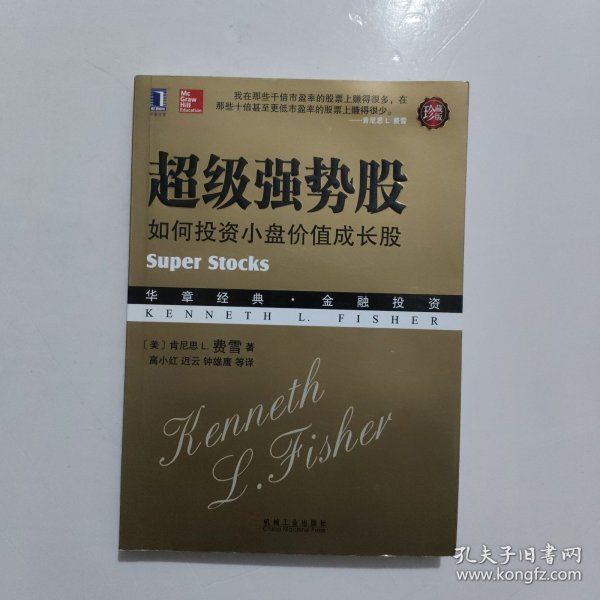 Mc
Graw
Hill
Education
我在那些千倍市盈率的股票上赚得很多，在
那些十倍甚至更低市盈率的股票上赚得很少。
——肯尼思 L. 费雪
珍藏版
超级强势股
如何投资小盘价值成长股
Super Stocks
华章经典·金融投资
KENNETH L. FISHER
［美］肯尼思 L. 费雪 著
高小红 迟云 钟雄鹰 等译
Kenneth
L. Fisher
机械工业出版社
China Machine Press
孔夫子旧书网
www.kongfz.com